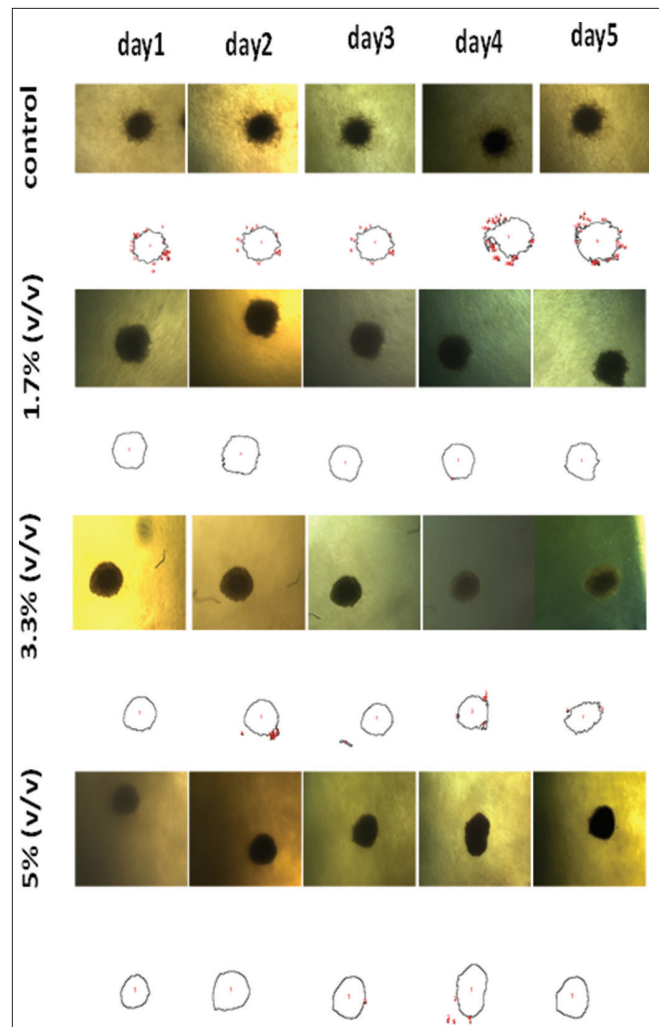 day1 day2 day3 day4 day5
control
1.7% (v/v)
3.3% (v/v)
5% (v/v)